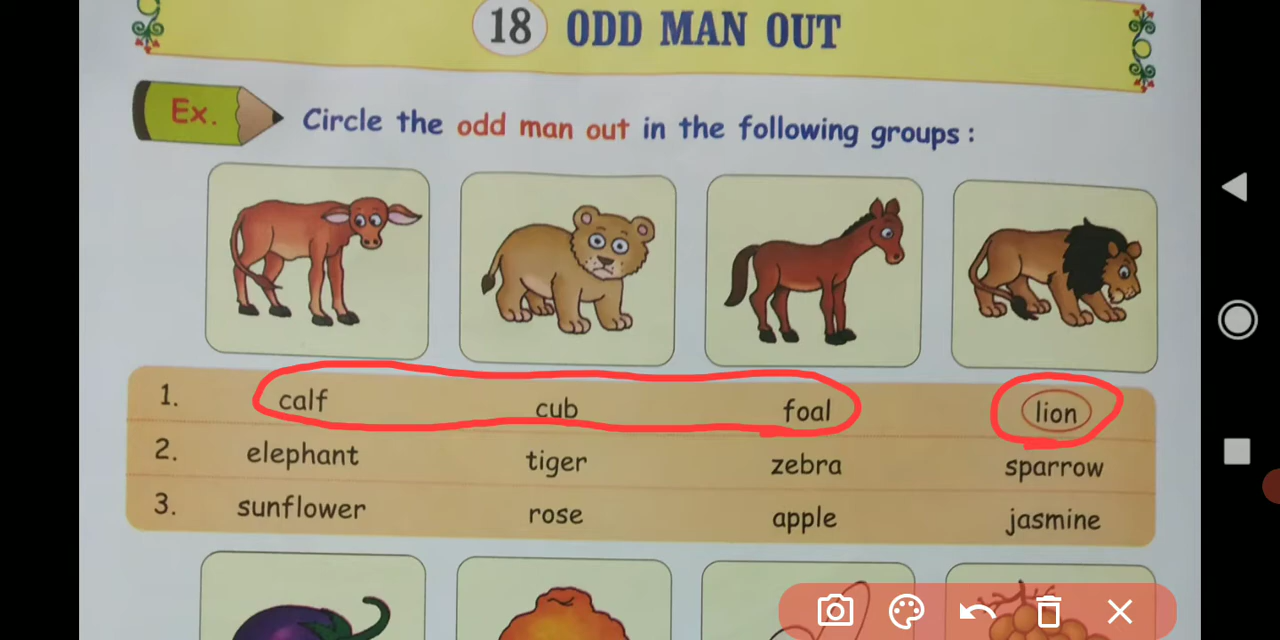 18 ODD MAN OUT
Ex. Circle the odd man out in the following groups :
1. calf cub foal lion
2. elephant tiger zebra sparrow
3. sunflower rose apple jasmine